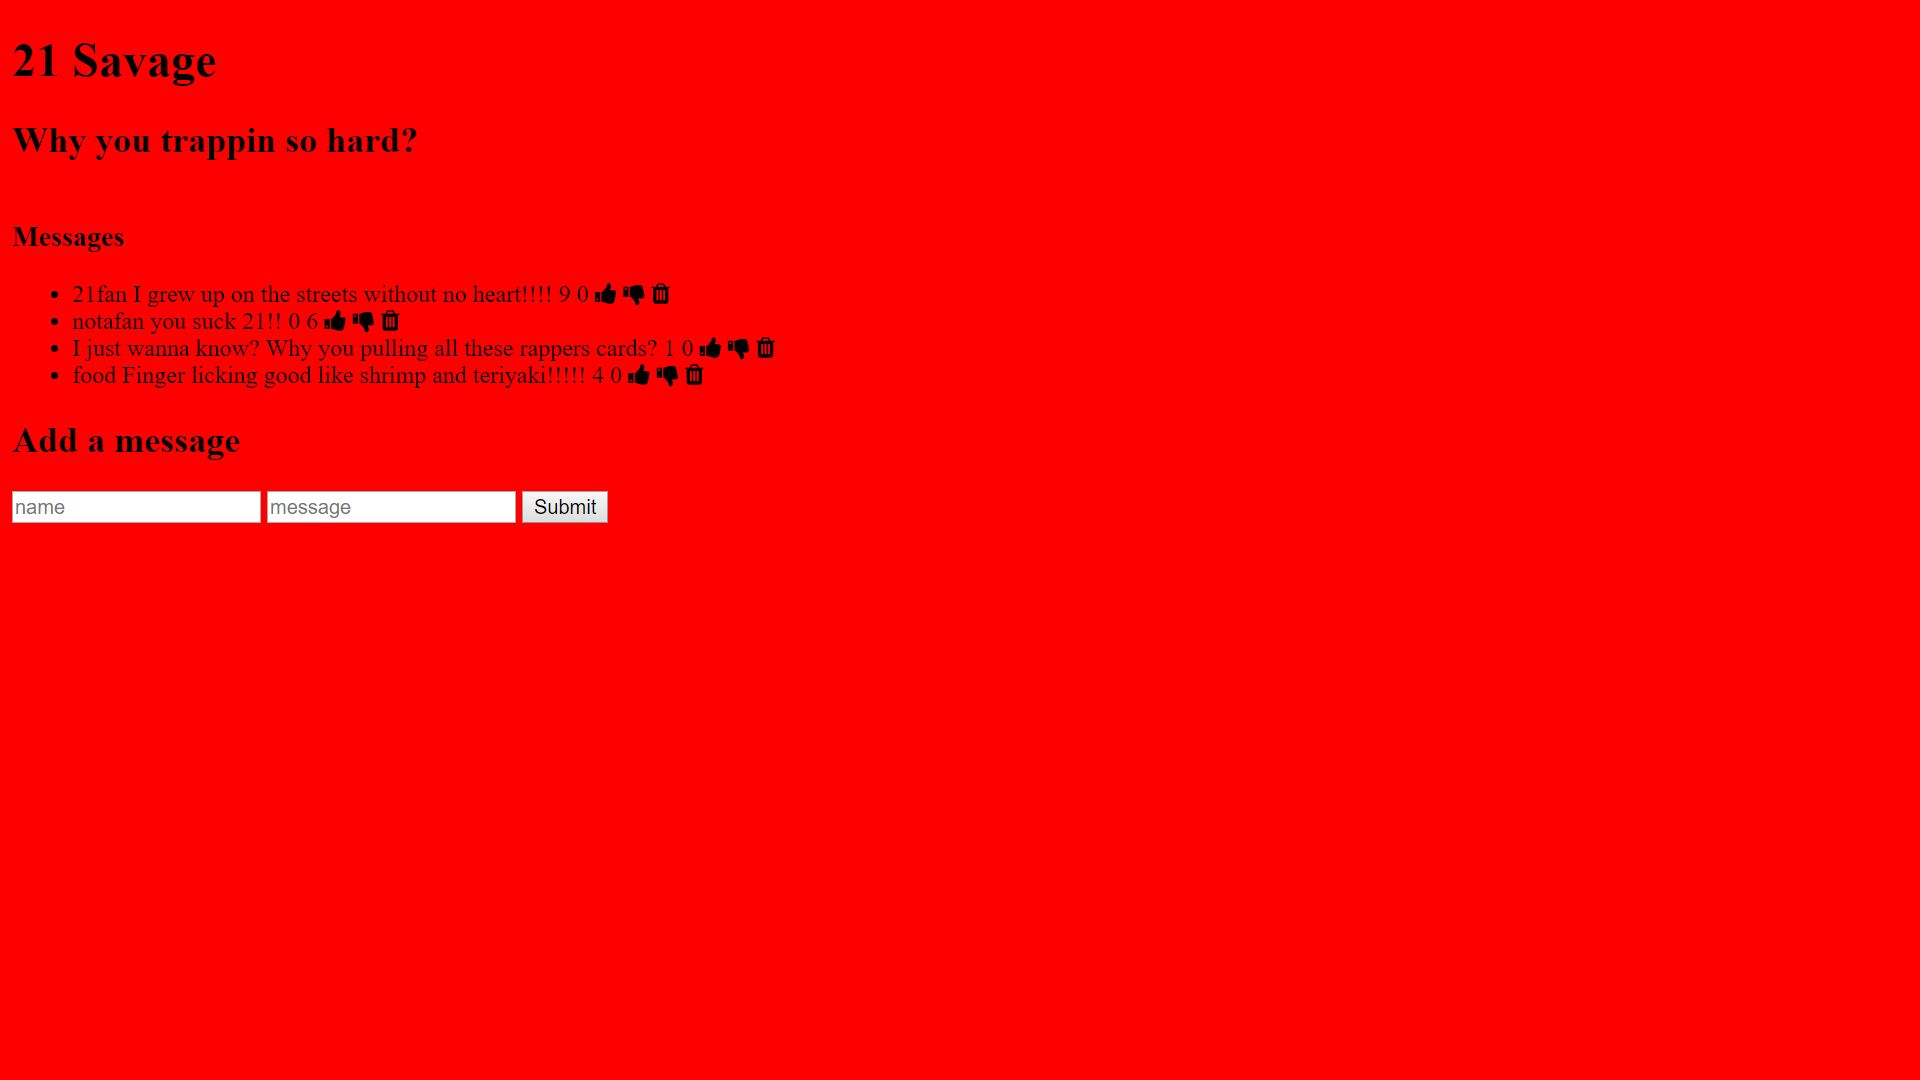 21 Savage
Why you trappin so hard?
Messages
21fan I grew up on the streets without no heart!!!! 9 0
notafan you suck 21!! 0 6
I just wanna know? Why you pulling all these rappers cards? 1 0
food Finger licking good like shrimp and teriyaki!!!!! 4 0
Add a message
name message Submit